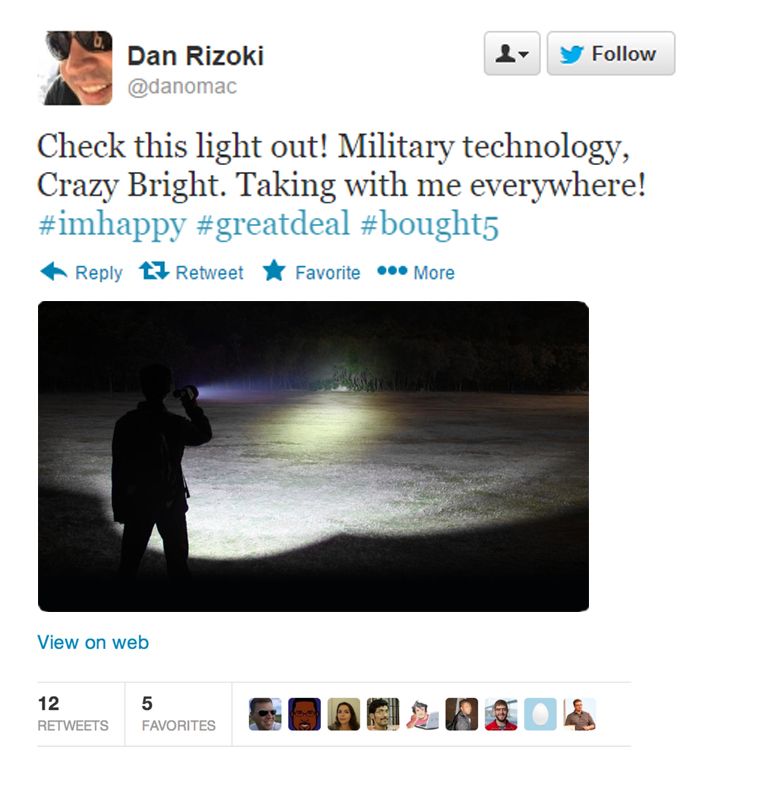 Dan Rizoki
@danomac
Follow
Check this light out! Military technology,
Crazy Bright. Taking with me everywhere!
#imhappy #greatdeal #bought5
Reply Retweet Favorite More
View on web
12 5
RETWEETS FAVORITES